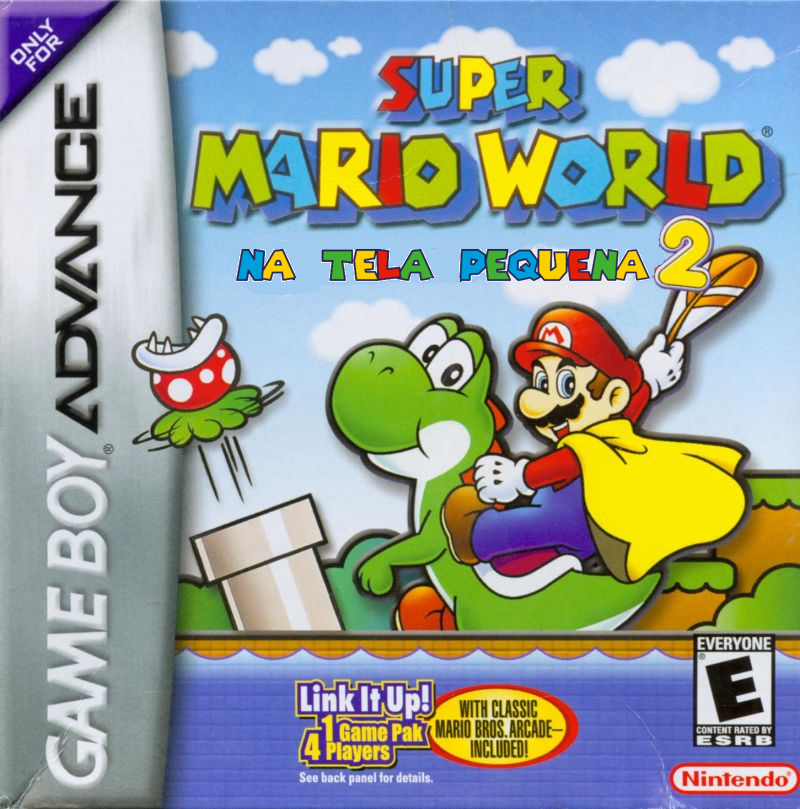 ONLY
FOR
GAME BOY ADVANCE
SUPER
MARIO WORLD®
NA TELA PEQUENA 2
Link It Up!
1 Game Pak
4 Players
See back panel for details.
WITH CLASSIC
MARIO BROS. ARCADE—
INCLUDED!
EVERYONE
E
CONTENT RATED BY
ESRB
Nintendo